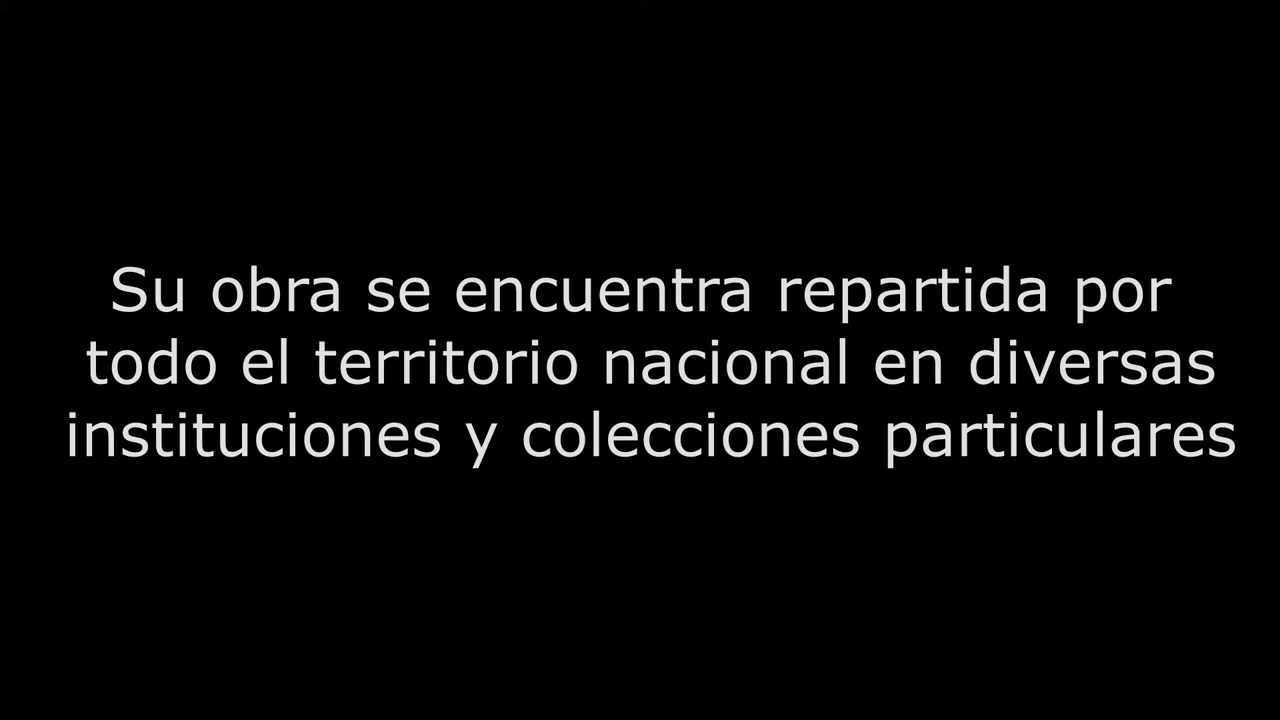 Su obra se encuentra repartida por
todo el territorio nacional en diversas
instituciones y colecciones particulares